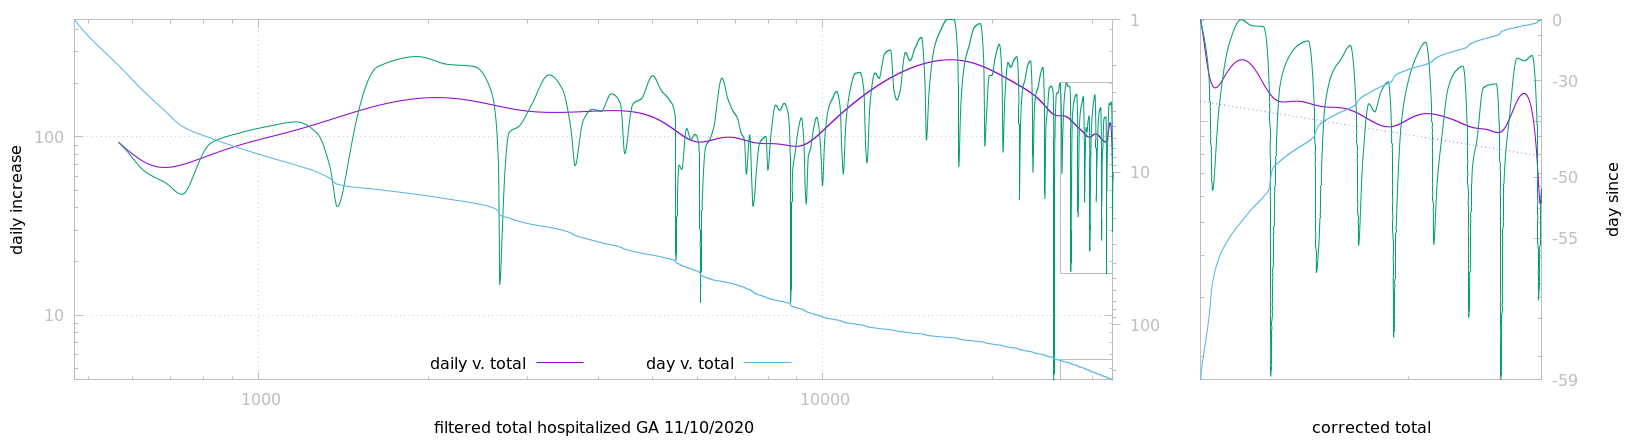 1
0
-30
100
daily increase
10
-50
day since
-55
10
100
daily v. total
day v. total
-59
1000
10000
filtered total hospitalized GA 11/10/2020
corrected total